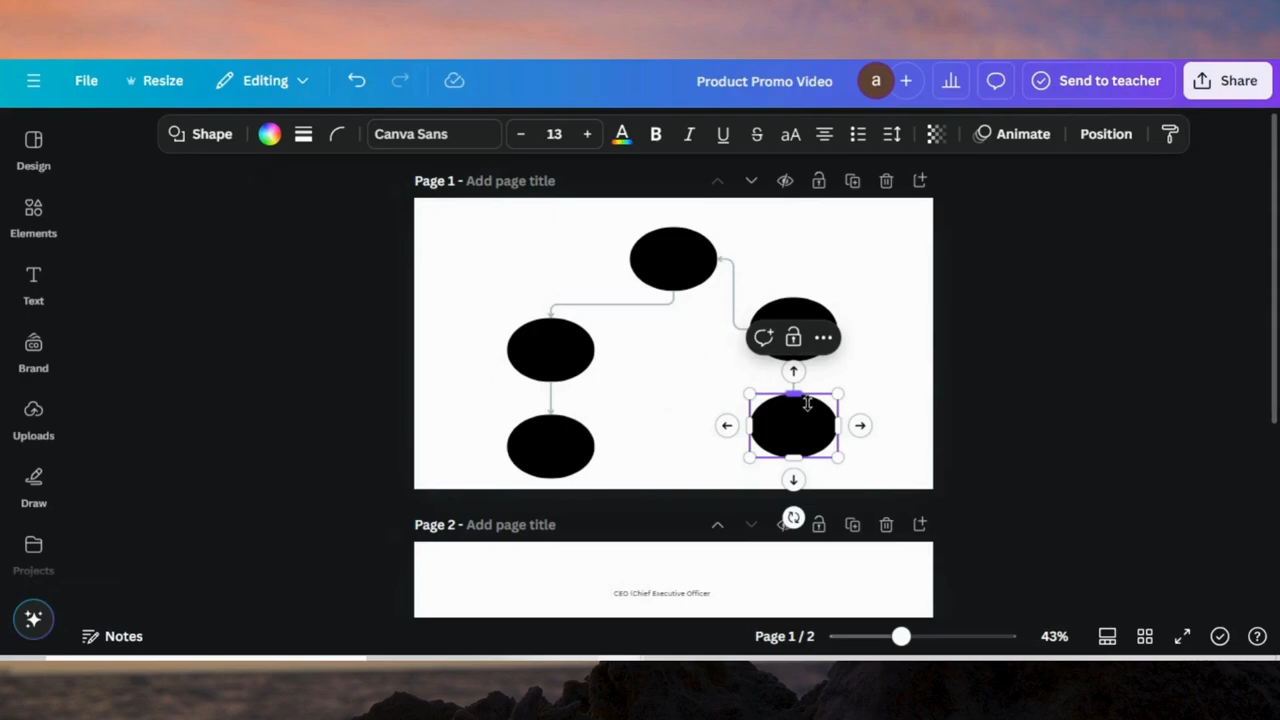 File
Resize
Editing
Product Promo Video
a
Send to teacher
Share
Shape
Canva Sans
13
A
B
I
U
S
aA
Animate
Position
Design
Elements
Text
Brand
Uploads
Draw
Projects
Page 1 - Add page title
Page 2 - Add page title
CEO (Chief Executive Officer
Notes
Page 1 / 2
43%